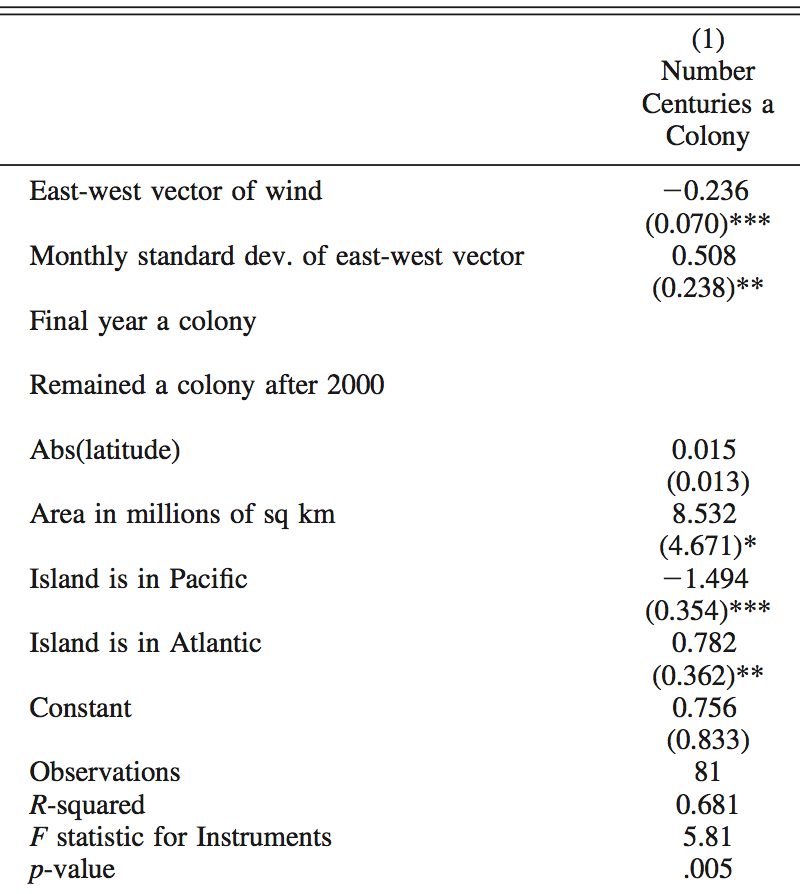 (1)
Number
Centuries a
Colony
East-west vector of wind −0.236
(0.070)***
Monthly standard dev. of east-west vector 0.508
(0.238)**
Final year a colony
Remained a colony after 2000
Abs(latitude) 0.015
(0.013)
Area in millions of sq km 8.532
(4.671)*
Island is in Pacific −1.494
(0.354)***
Island is in Atlantic 0.782
(0.362)**
Constant 0.756
(0.833)
Observations 81
R-squared 0.681
F statistic for Instruments 5.81
p-value .005